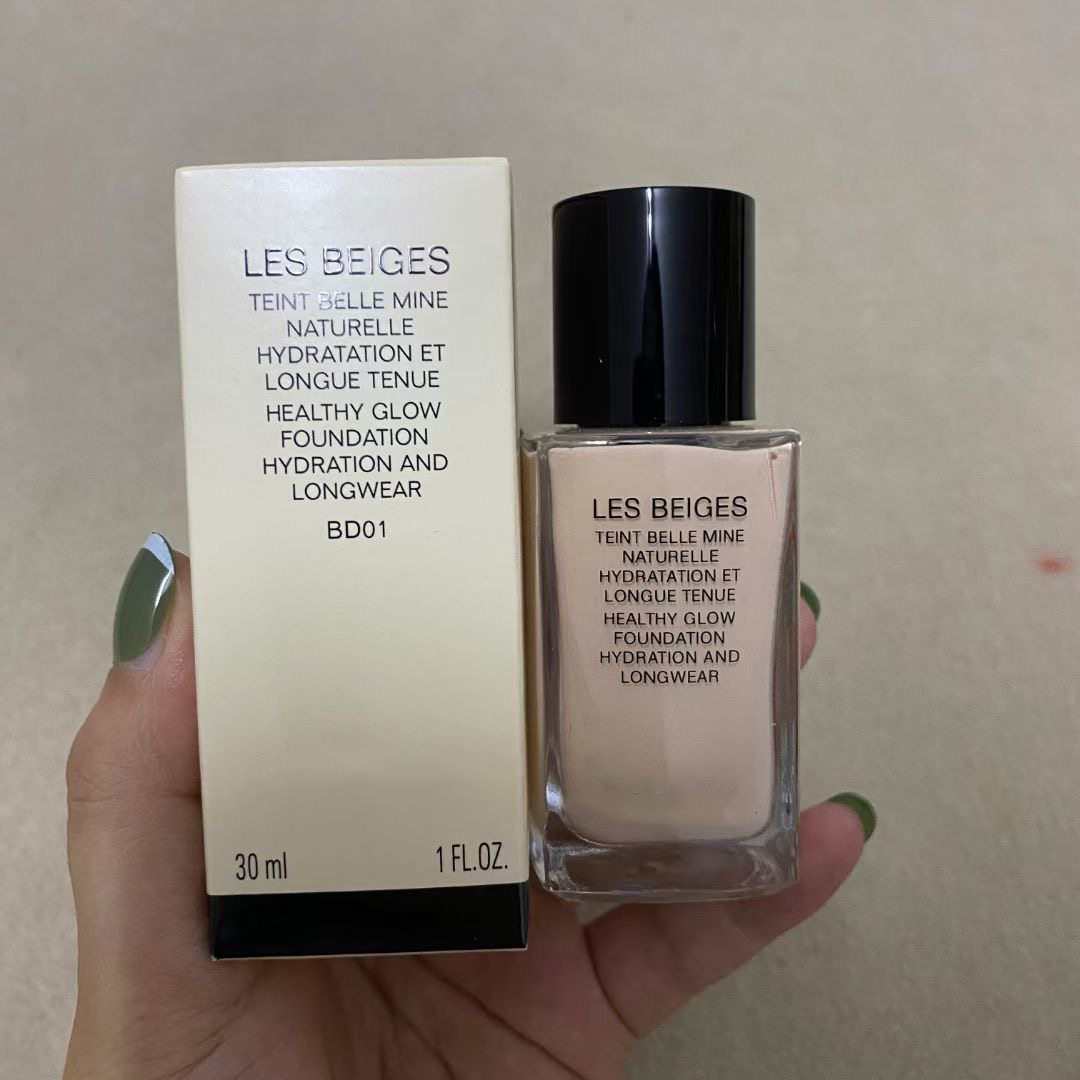 LES BEIGES
TEINT BELLE MINE
NATURELLE
HYDRATATION ET
LONGUE TENUE
HEALTHY GLOW
FOUNDATION
HYDRATION AND
LONGWEAR
BD01
30 ml
1 FL.OZ.
LES BEIGES
TEINT BELLE MINE
NATURELLE
HYDRATATION ET
LONGUE TENUE
HEALTHY GLOW
FOUNDATION
HYDRATION AND
LONGWEAR